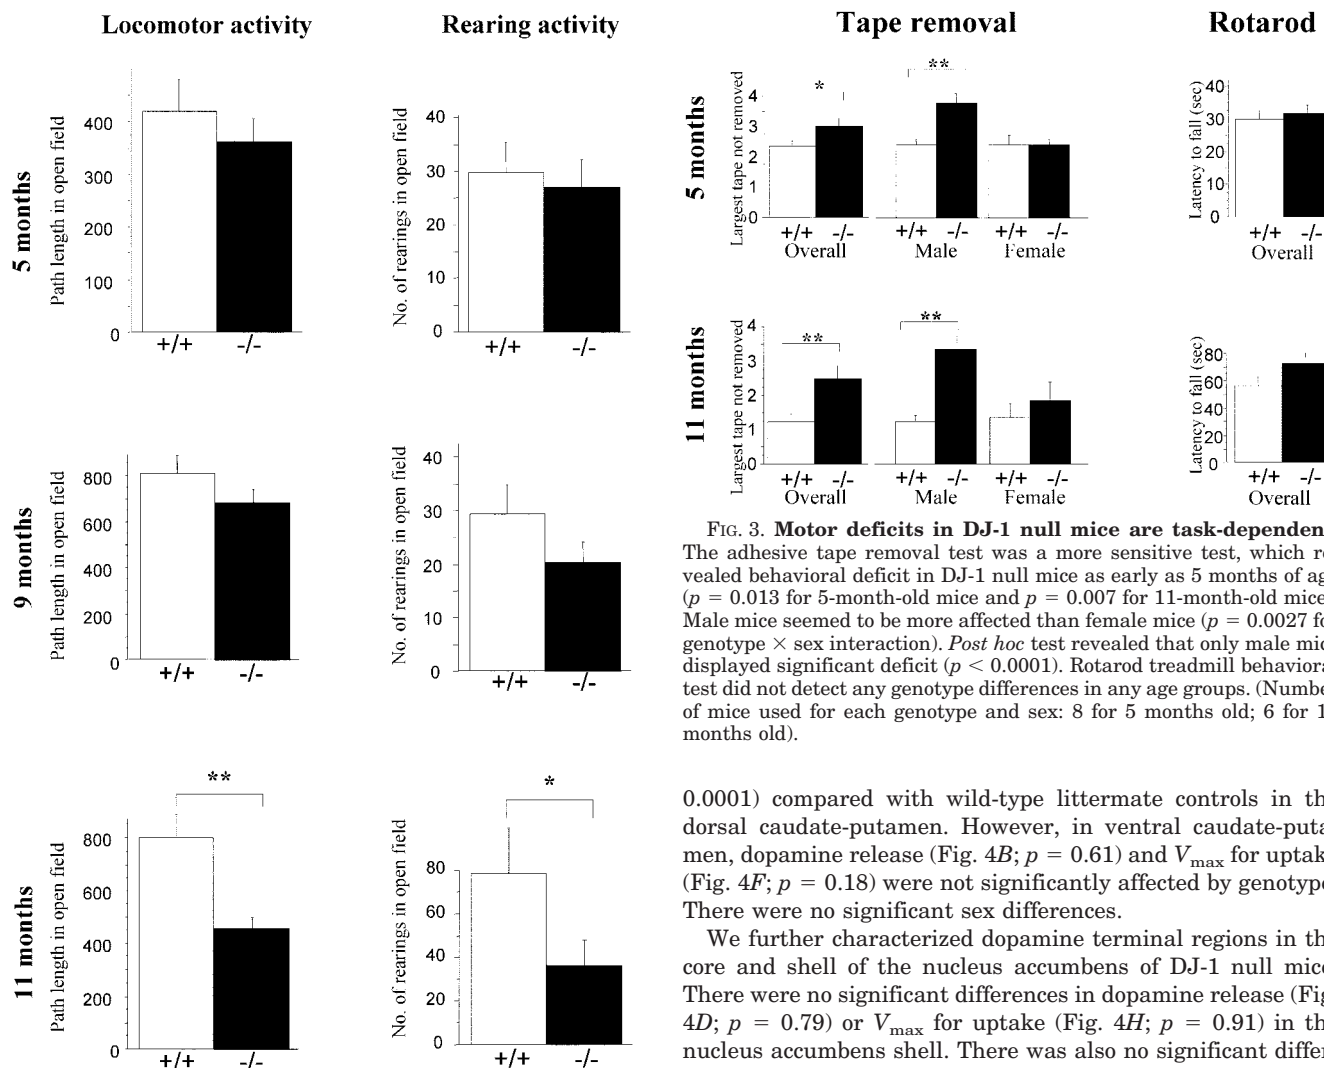 Locomotor activity
Rearing activity
5 months
Path length in open field
400
300
200
100
0
+/+ -/-
No. of rearings in open field
40
30
20
10
0
+/+ -/-
9 months
Path length in open field
800
600
400
200
0
+/+ -/-
No. of rearings in open field
40
30
20
10
0
+/+ -/-
11 months
Path length in open field
**
800
600
400
200
0
+/+ -/-
No. of rearings in open field
*
80
60
40
20
0
+/+ -/-
Tape removal
Rotarod
5 months
Largest tape not removed
4
3
2
1
0
*
**
+/+ -/- +/+ -/- +/+ -/-
Overall Male Female
Latency to fall (sec)
40
30
20
10
0
+/+ -/-
Overall
11 months
Largest tape not removed
4
3
2
1
0
**
**
+/+ -/- +/+ -/- +/+ -/-
Overall Male Female
Latency to fall (sec)
80
60
40
20
0
+/+ -/-
Overall
FIG. 3. Motor deficits in DJ-1 null mice are task-dependen
The adhesive tape removal test was a more sensitive test, which re
vealed behavioral deficit in DJ-1 null mice as early as 5 months of ag
(p = 0.013 for 5-month-old mice and p = 0.007 for 11-month-old mice
Male mice seemed to be more affected than female mice (p = 0.0027 fo
genotype × sex interaction). Post hoc test revealed that only male mic
displayed significant deficit (p < 0.0001). Rotarod treadmill behaviora
test did not detect any genotype differences in any age groups. (Numbe
of mice used for each genotype and sex: 8 for 5 months old; 6 for 1
months old).
0.0001) compared with wild-type littermate controls in th
dorsal caudate-putamen. However, in ventral caudate-puta
men, dopamine release (Fig. 4B; p = 0.61) and Vmax for uptak
(Fig. 4F; p = 0.18) were not significantly affected by genotype
There were no significant sex differences.
We further characterized dopamine terminal regions in th
core and shell of the nucleus accumbens of DJ-1 null mice
There were no significant differences in dopamine release (Fig
4D; p = 0.79) or Vmax for uptake (Fig. 4H; p = 0.91) in th
nucleus accumbens shell. There was also no significant differ